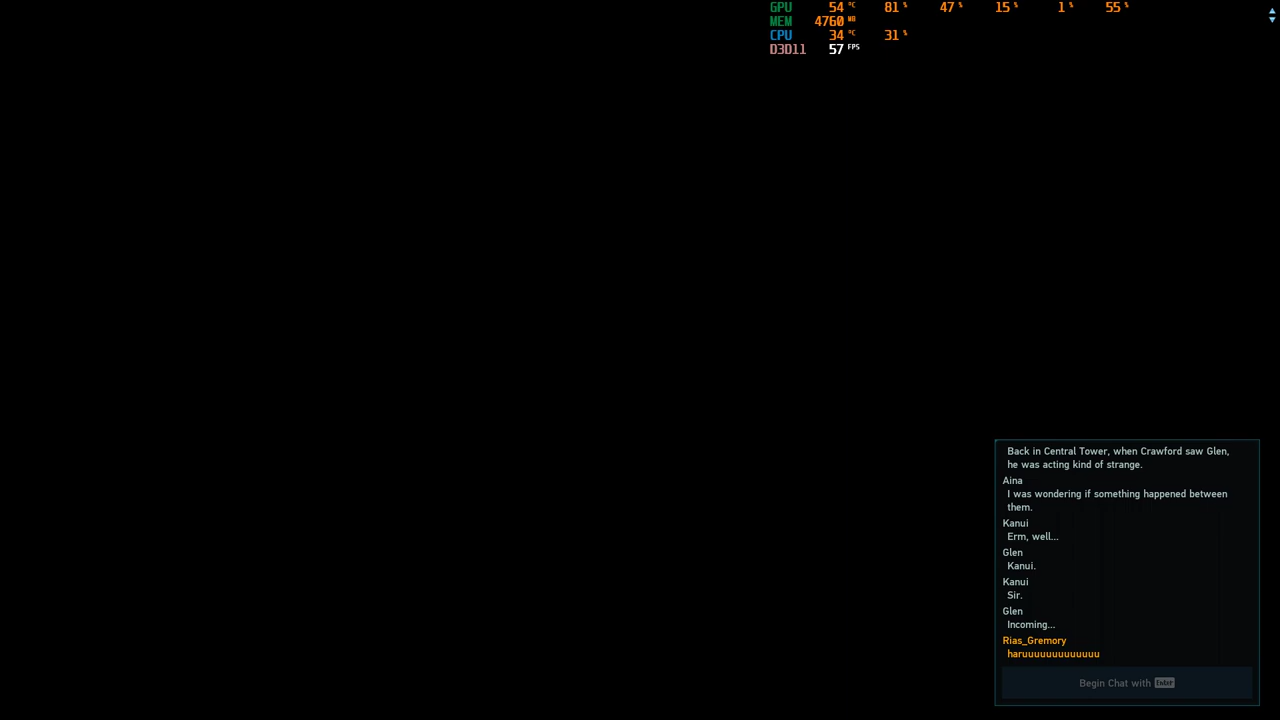 GPU 54 °C 81 % 47 % 15 % 1 % 55 %
MEM 4760 MB
CPU 34 °C 31 %
D3D11 57 FPS
Back in Central Tower, when Crawford saw Glen,
he was acting kind of strange.
Aina
I was wondering if something happened between
them.
Kanui
Erm, well...
Glen
Kanui.
Kanui
Sir.
Glen
Incoming...
Rias_Gremory
haruuuuuuuuuuuuu
Begin Chat with Enter